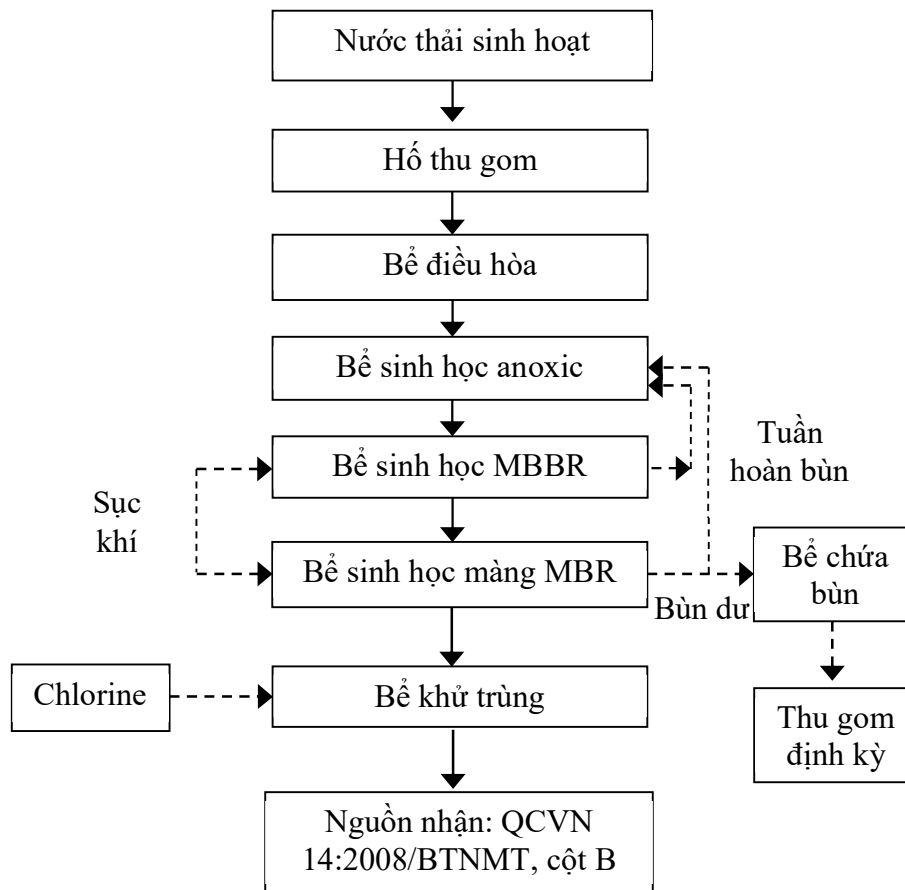 Nước thải sinh hoạt
Hố thu gom
Bể điều hòa
Bể sinh học anoxic
Tuần
hoàn bùn
Bể sinh học MBBR
Sục
khí
Bể sinh học màng MBR
Bể chứa
bùn
Bùn dư
Chlorine
Bể khử trùng
Thu gom
định kỳ
Nguồn nhận: QCVN
14:2008/BTNMT, cột B